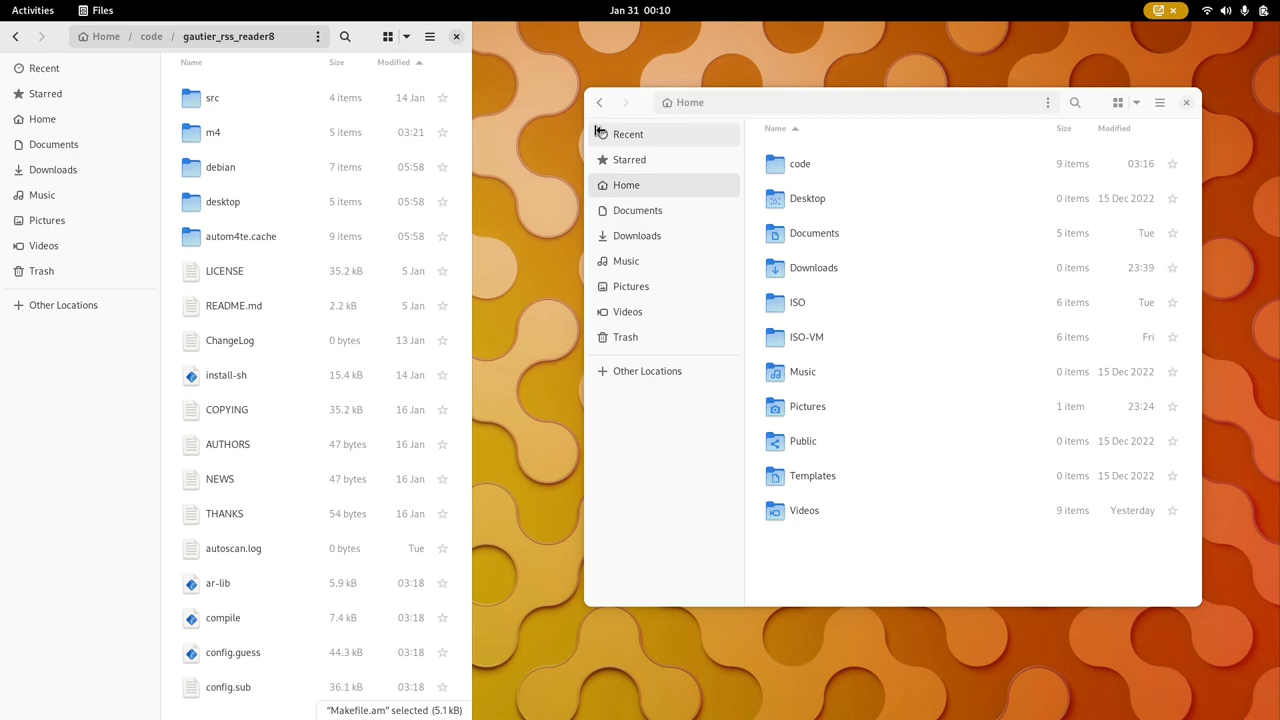 Activities Files Jan 31 00:10
Home / code / gautier_rss_reader8
Name Size Modified
Recent
Starred
Home
Documents
Downloads
Music
Pictures
Videos
Trash
Other Locations
src 4 items 14 Jan
m4 5 items 03:21
debian 7 items 05:58
desktop 5 items 05:58
autom4te.cache 9 items 05:58
LICENSE 35.2 kB 5 Jan
README.md 2.2 kB 5 Jan
ChangeLog 0 bytes 13 Jan
install-sh 15.4 kB 14 Jan
COPYING 35.2 kB 16 Jan
AUTHORS 47 bytes 16 Jan
NEWS 47 bytes 16 Jan
THANKS 54 bytes 16 Jan
autoscan.log 0 bytes Tue
ar-lib 5.9 kB 03:18
compile 7.4 kB 03:18
config.guess 44.3 kB 03:18
config.sub 36.1 kB 03:18
"Makefile.am" selected (5.1 kB)
Home
Name Size Modified
Recent
Starred
Home
Documents
Downloads
Music
Pictures
Videos
Trash
Other Locations
code 9 items 03:16
Desktop 0 items 15 Dec 2022
Documents 5 items Tue
Downloads 0 items 23:39
ISO 6 items Tue
ISO-VM 6 items Fri
Music 0 items 15 Dec 2022
Pictures 1 item 23:24
Public 0 items 15 Dec 2022
Templates 0 items 15 Dec 2022
Videos 9 items Yesterday